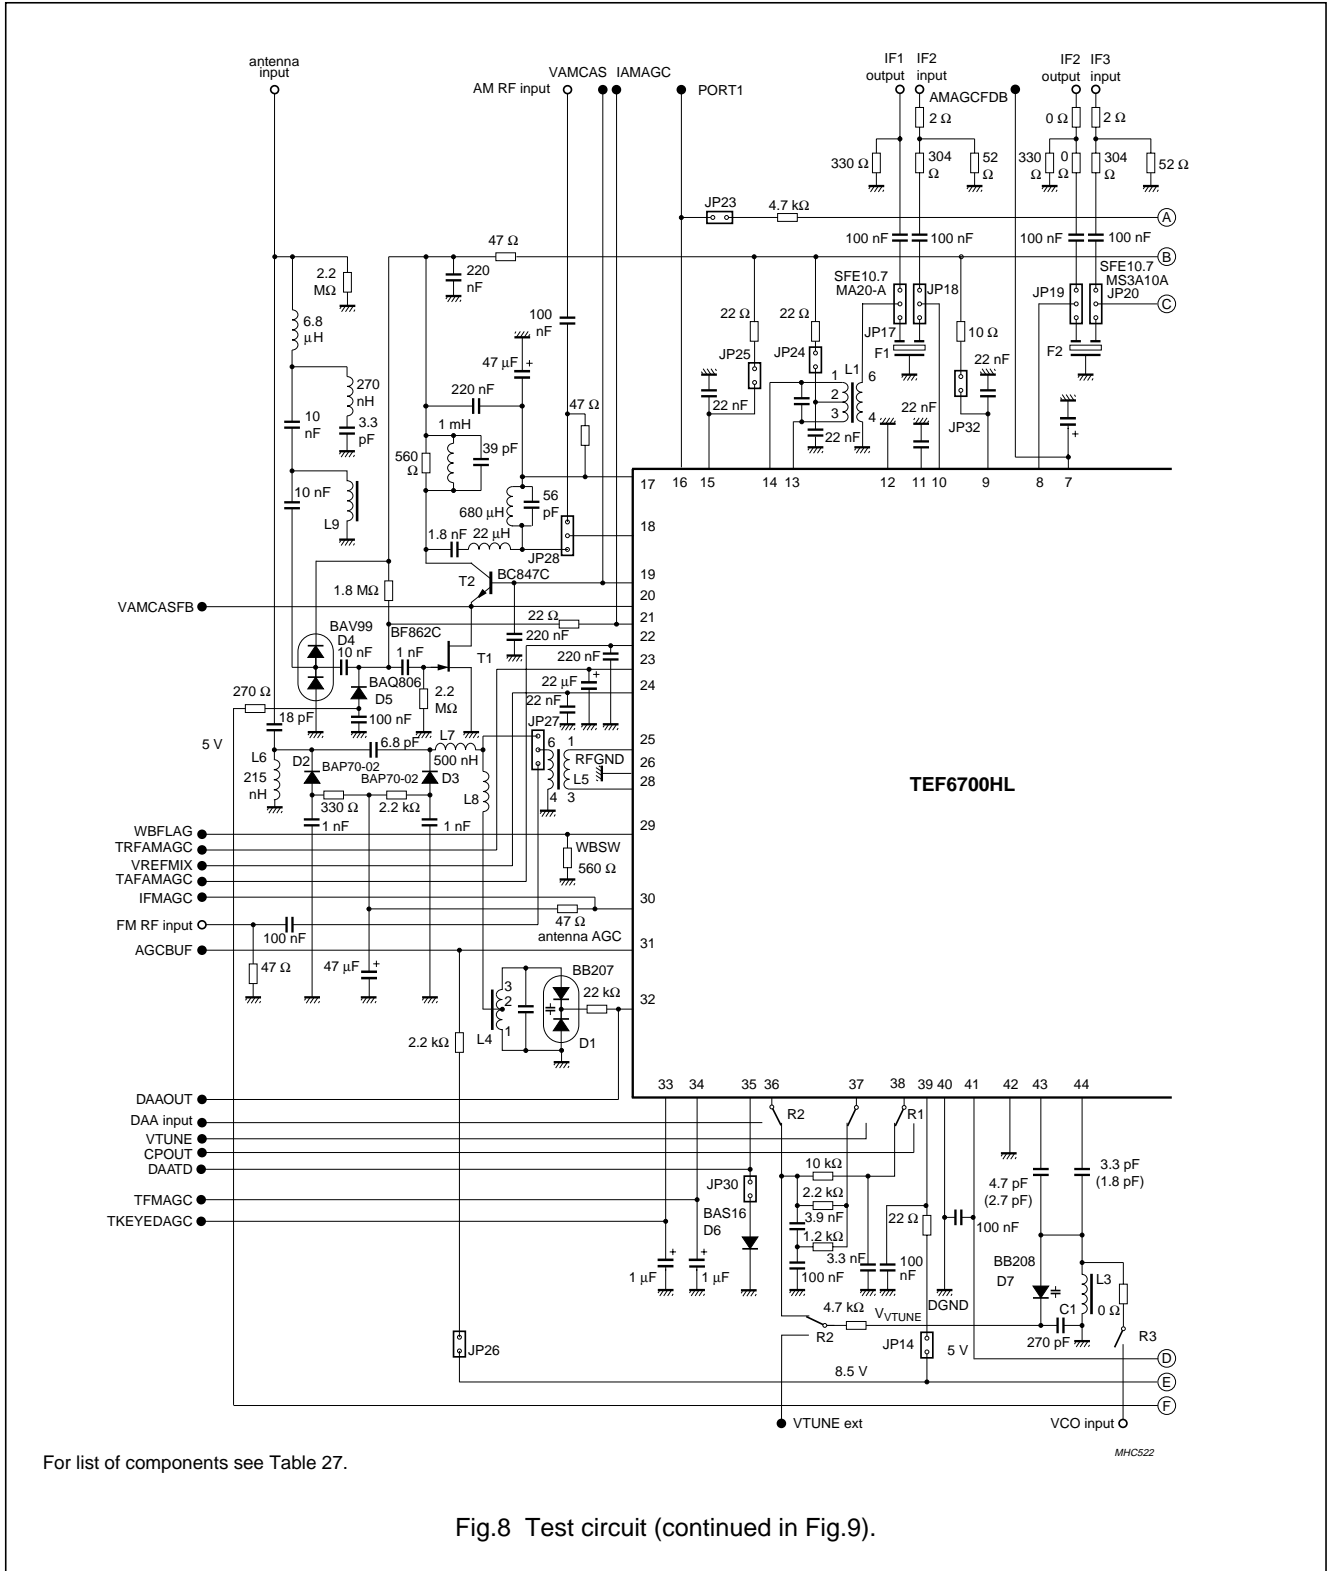 antenna
input
AM RF input
VAMCAS
IAMAGC
PORT1
IF1
output
IF2
input
AMAGCFDB
IF2
output
IF3
input
2 Ω
0 Ω
2 Ω
330 Ω
304
Ω
52
Ω
330
Ω
0
Ω
304
Ω
52 Ω
JP23
4.7 kΩ
A
47 Ω
100 nF
100 nF
100 nF
100 nF
B
2.2
MΩ
220
nF
SFE10.7
MA20-A
JP18
SFE10.7
MS3A10A
JP19
JP20
C
6.8
µH
100
nF
22 Ω
22 Ω
10 Ω
JP17
F1
F2
47 µF
+
JP25
JP24
L1
22 nF
270
nH
220 nF
47 Ω
1
2
3
6
4
10
nF
3.3
pF
22 nF
22 nF
22 nF
JP32
+
1 mH
39 pF
560
Ω
10 nF
L9
680 µH
56
pF
17
16
15
14
13
12
11
10
9
8
7
1.8 nF
22 µH
JP28
18
T2
BC847C
19
20
21
22
23
24
1.8 MΩ
VAMCASFB
22 Ω
BAV99
D4
10 nF
BF862C
1 nF
T1
220 nF
220 nF
BAQ806
D5
270 Ω
2.2
MΩ
22 µF
+
22 nF
18 pF
100 nF
JP27
5 V
6.8 pF
L7
500 nH
6
1
25
L6
215
nH
D2
BAP70-02
BAP70-02
D3
L8
RFGND
26
L5
28
4
3
TEF6700HL
330 Ω
2.2 kΩ
1 nF
1 nF
WBFLAG
29
TRFAMAGC
WBSW
560 Ω
VREFMIX
TAFAMAGC
IFMAGC
30
FM RF input
47 Ω
100 nF
antenna AGC
AGCBUF
31
47 Ω
47 µF
+
BB207
3
2
1
22 kΩ
32
2.2 kΩ
L4
D1
33
34
35
36
37
38
39
40
41
42
43
44
DAAOUT
R2
R1
DAA input
VTUNE
CPOUT
DAATD
10 kΩ
JP30
4.7 pF
(2.7 pF)
3.3 pF
(1.8 pF)
TFMAGC
2.2 kΩ
TKEYEDAGC
BAS16
D6
3.9 nF
22 Ω
100 nF
1.2 kΩ
+
+
1 µF
1 µF
3.3 nF
100 nF
100
nF
BB208
D7
L3
DGND
C1
0 Ω
4.7 kΩ
VVTUNE
R2
270 pF
R3
JP26
JP14
5 V
D
8.5 V
E
F
VTUNE ext
VCO input
MHC522
For list of components see Table 27.
Fig.8 Test circuit (continued in Fig.9).